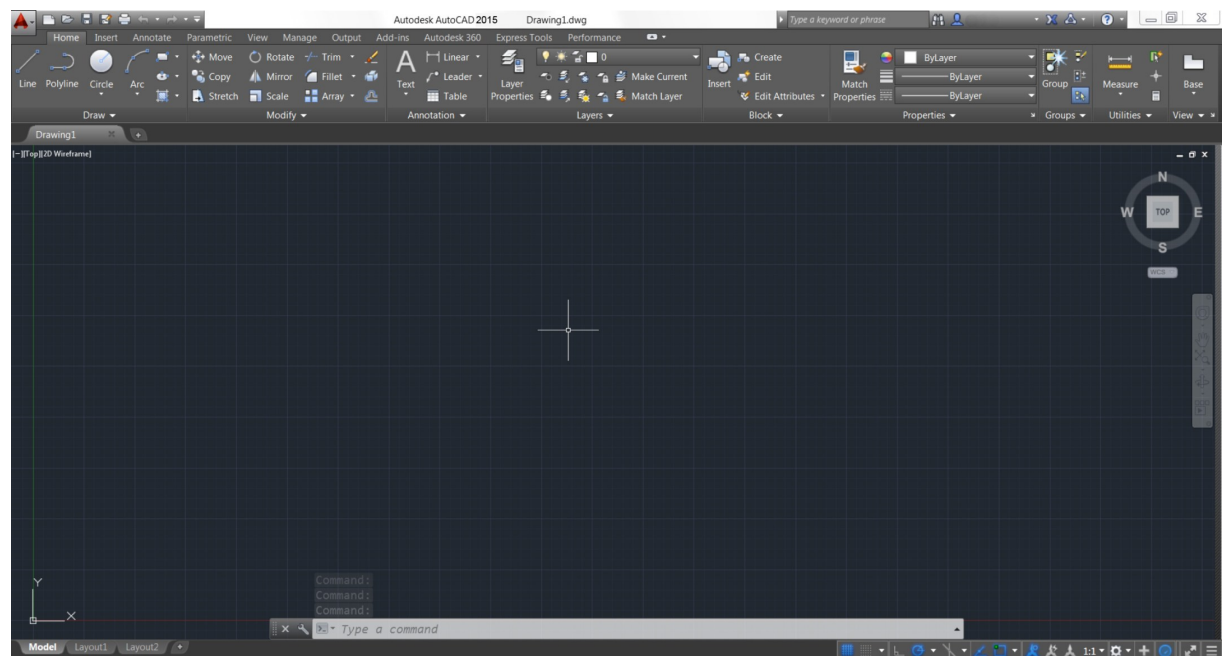 Autodesk AutoCAD 2015 Drawing1.dwg Type a keyword or phrase
Home Insert Annotate Parametric View Manage Output Add-ins Autodesk 360 Express Tools Performance
Move Rotate Trim Linear 0 Create ByLayer
Line Polyline Circle Arc Copy Mirror Fillet Text Leader Layer Properties Make Current Insert Edit Match Properties ByLayer Group Measure Base
Stretch Scale Array Table Match Layer Edit Attributes ByLayer
Draw Modify Annotation Layers Block Properties Groups Utilities View
Drawing1
[−][Top][2D Wireframe]
N
W TOP E
S
WCS
Y
X
Command:
Command:
Command:
Type a command
Model Layout1 Layout2 + 1:1